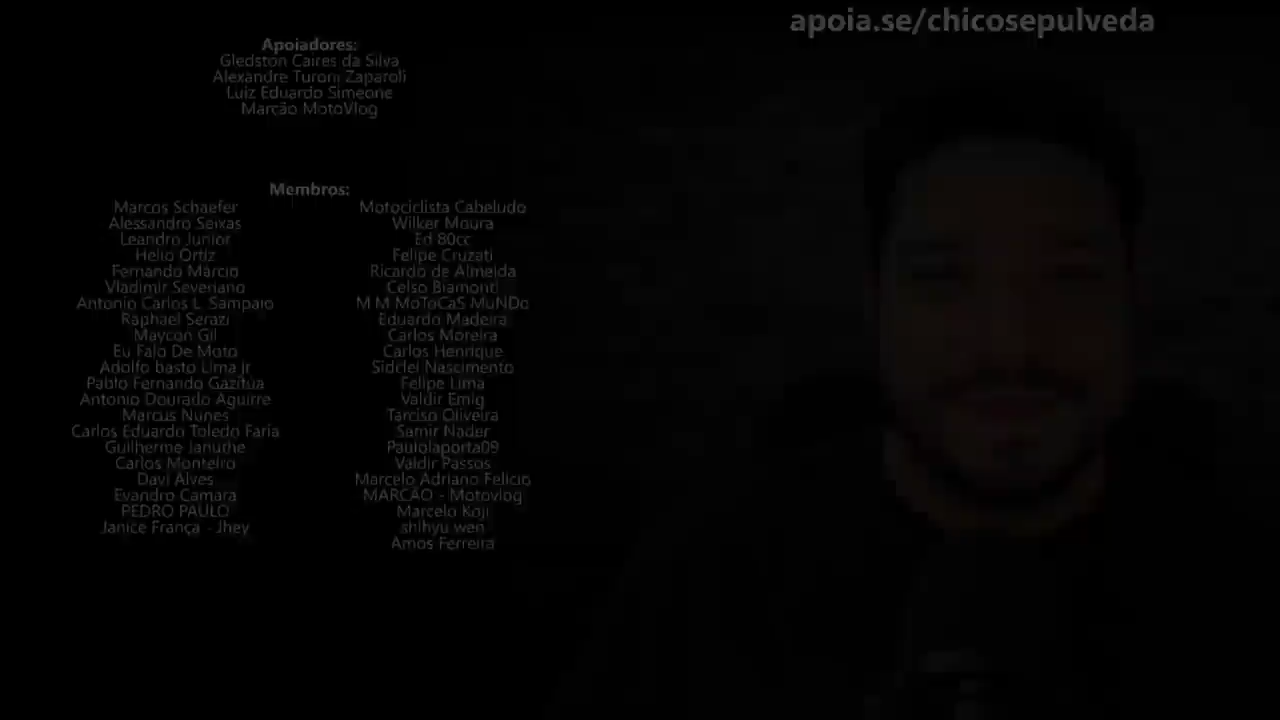 apoia.se/chicosepulveda
Apoiadores:
Gledston Caires da Silva
Alexandre Turoni Zaparoli
Luiz Eduardo Simeone
Marcão MotoVlog
Membros:
Marcos Schaefer
Alessandro Seixas
Leandro Junior
Helio Ortiz
Fernando Marcio
Vladimir Severiano
Antonio Carlos L. Sampaio
Raphael Serazi
Maycon Gil
Eu Falo De Moto
Adolfo basto Lima jr
Pablo Fernando Gazitúa
Antonio Dourado Aguirre
Marcus Nunes
Carlos Eduardo Toledo Faria
Guilherme Januthe
Carlos Monteiro
Davi Alves
Evandro Camara
PEDRO PAULO
Janice França - Jhey
Motociclista Cabeludo
Wilker Moura
Ed 80cc
Felipe Cruzati
Ricardo de Almeida
Celso Biamonti
M M MoToCaS MuNDo
Eduardo Madeira
Carlos Moreira
Carlos Henrique
Sidclei Nascimento
Felipe Lima
Valdir Emig
Tarciso Oliveira
Samir Nader
Paulolaporta09
Valdir Passos
Marcelo Adriano Felicio
MARCÃO - Motovlog
Marcelo Koji
shihyu wen
Amos Ferreira